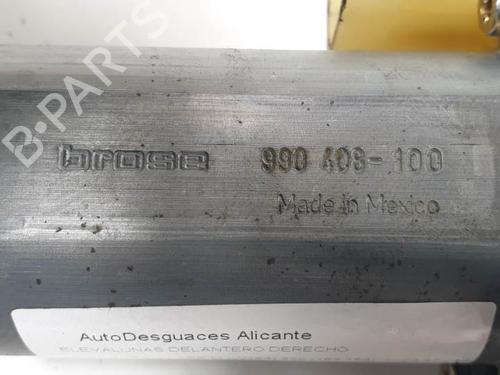 B-PARTS
brose 990 408-100
Made in Mexico
AutoDesguaces Alicante
ELEVALUNAS DELANTERO DERECHO